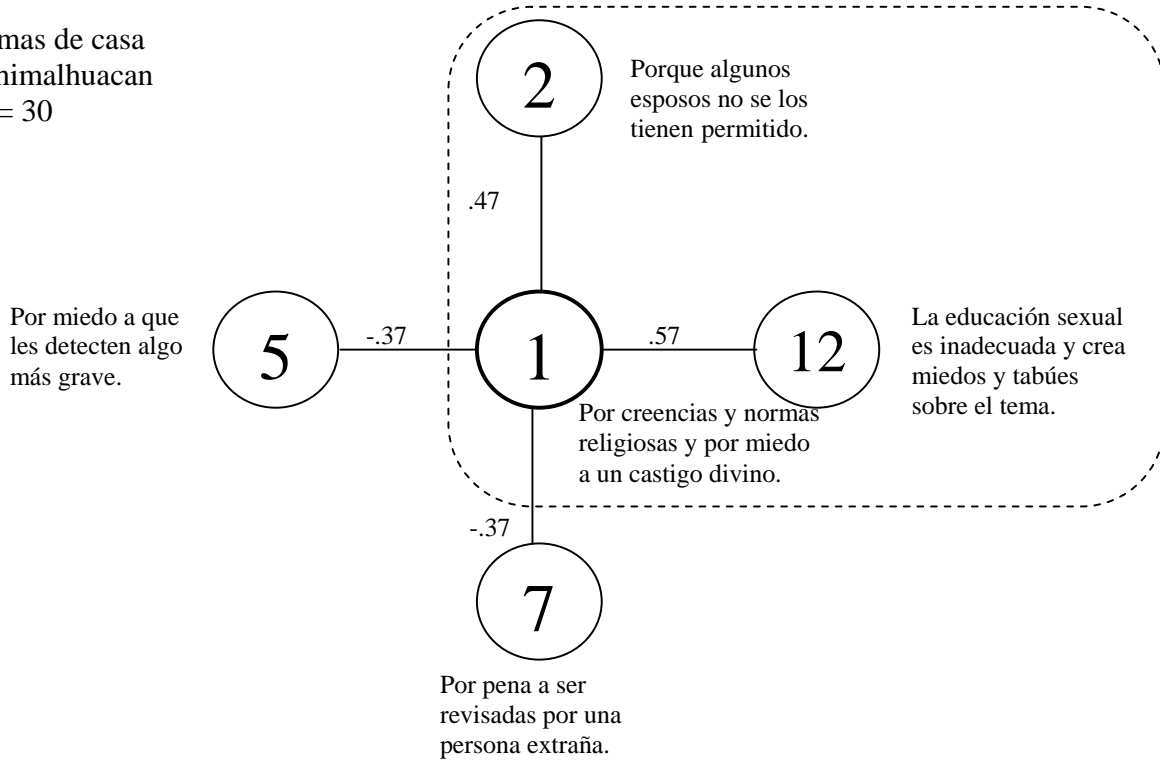 mas de casa
himalhuacan
= 30
2
Porque algunos
esposos no se los
tienen permitido.
.47
Por miedo a que
les detecten algo
más grave.
5
-.37
1
.57
12
La educación sexual
es inadecuada y crea
miedos y tabúes
sobre el tema.
Por creencias y normas
religiosas y por miedo
a un castigo divino.
-.37
7
Por pena a ser
revisadas por una
persona extraña.